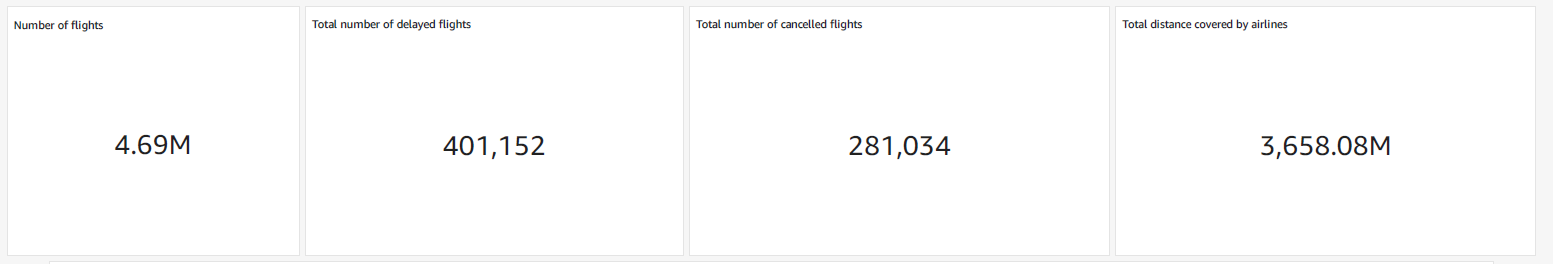 Number of flights
4.69M
Total number of delayed flights
401,152
Total number of cancelled flights
281,034
Total distance covered by airlines
3,658.08M